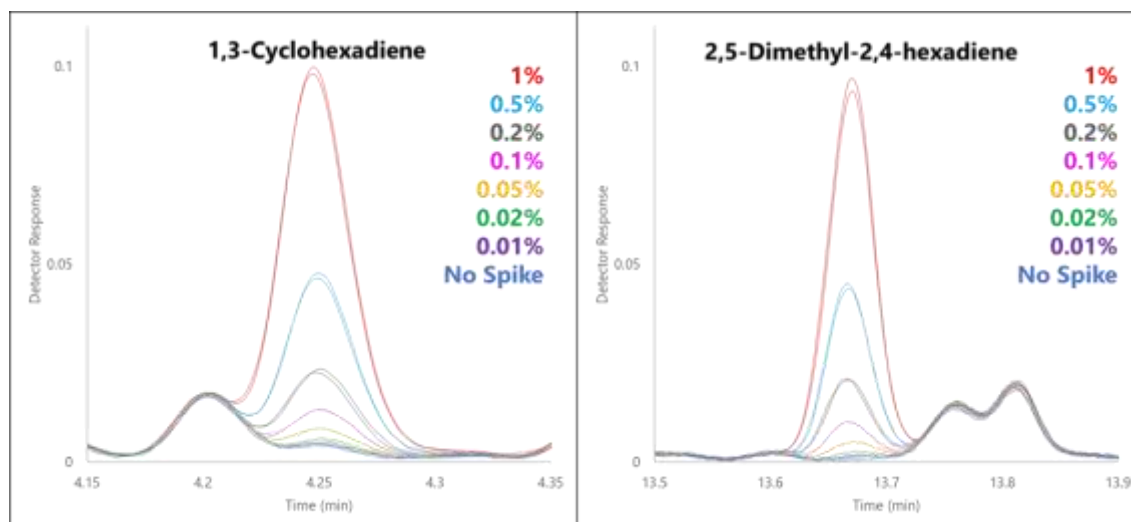 1,3-Cyclohexadiene
0.1
1%
0.5%
0.2%
0.1%
0.05%
0.02%
0.01%
No Spike
Detector Response
0.05
0
4.15 4.2 4.25 4.3 4.35
Time (min)
2,5-Dimethyl-2,4-hexadiene
0.1
1%
0.5%
0.2%
0.1%
0.05%
0.02%
0.01%
No Spike
Detector Response
0.05
0
13.5 13.6 13.7 13.8 13.9
Time (min)